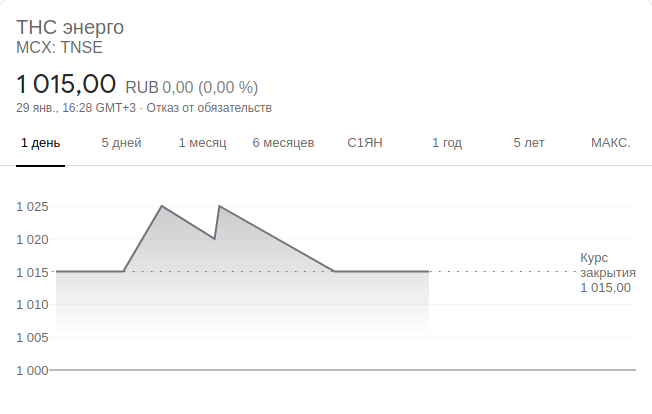 ТНС энерго
MCX: TNSE
1 015,00 RUB 0,00 (0,00 %)
29 янв., 16:28 GMT+3 · Отказ от обязательств
1 день 5 дней 1 месяц 6 месяцев С1ЯН 1 год 5 лет МАКС.
1 025
1 020
1 015
1 010
1 005
1 000
Курс
закрытия
1 015,00